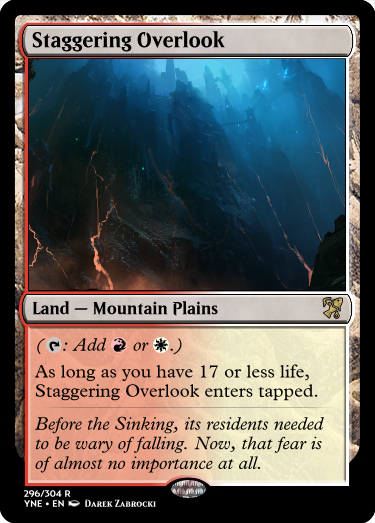 Staggering Overlook
Land — Mountain Plains
( : Add or .)
As long as you have 17 or less life,
Staggering Overlook enters tapped.
Before the Sinking, its residents needed
to be wary of falling. Now, that fear is
of almost no importance at all.
296/304 R
YNE • EN Darek Zabrocki